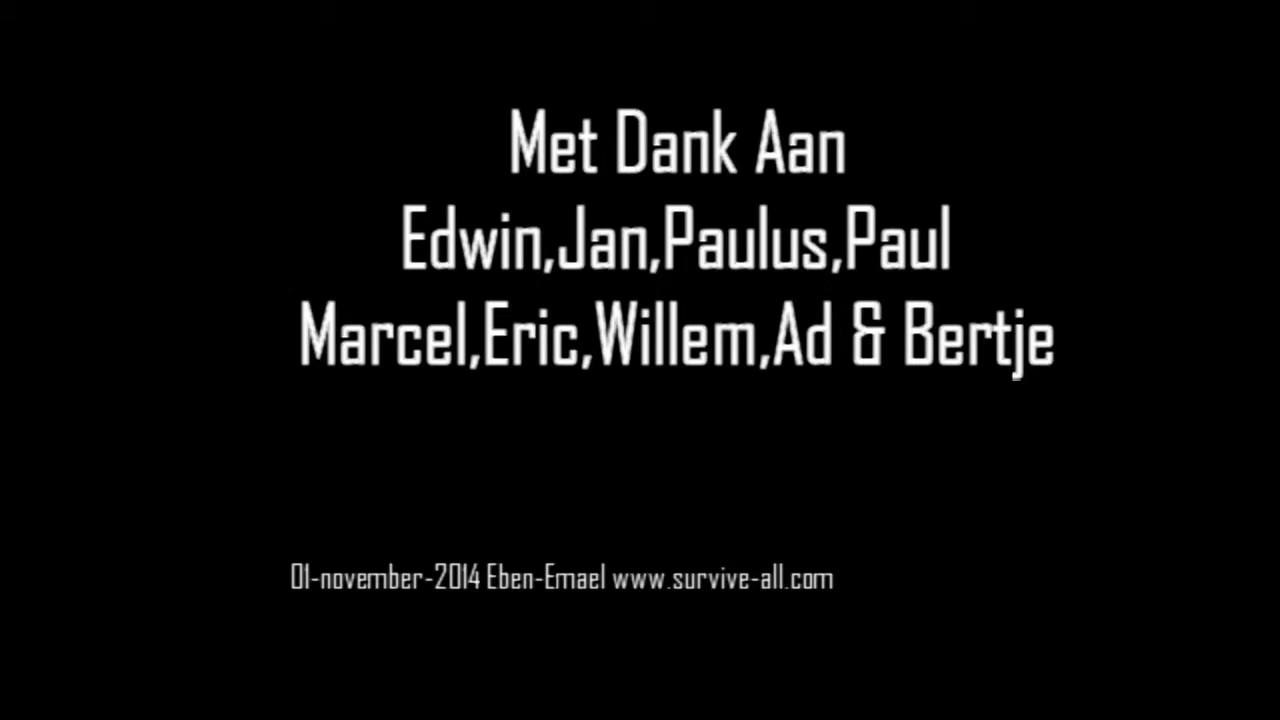 Met Dank Aan
Edwin,Jan,Paulus,Paul
Marcel,Eric,Willem,Ad & Bertje
01-november-2014 Eben-Emael www.survive-all.com